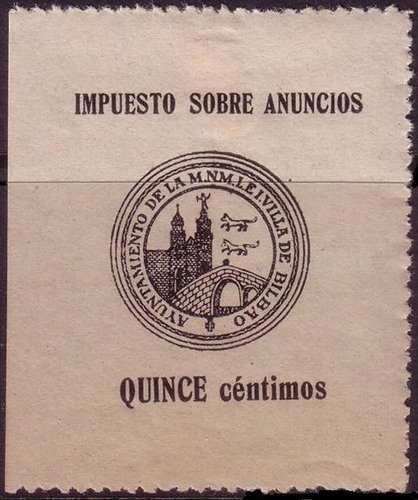 IMPUESTO SOBRE ANUNCIOS
AYUNTAMIENTO DE LA M.N.M.L.E I.VILLA DE BILBAO
QUINCE céntimos